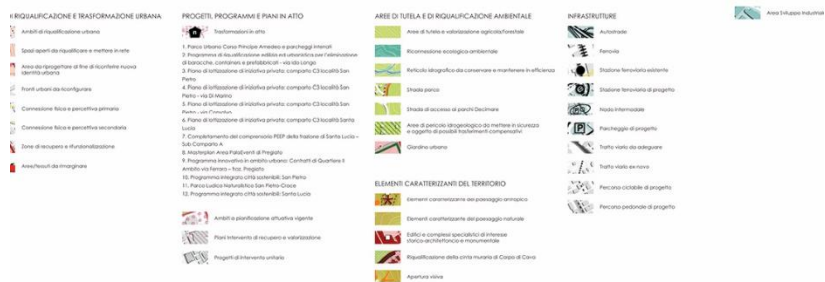 DI RIQUALIFICAZIONE E TRASFORMAZIONE URBANA
Ambiti di riqualificazione urbana
Spazi aperti da riqualificare e mettere in rete
Area da riprogettare al fine di riconferire nuova
identità urbana
Fronti urbani da riconfigurare
Connessione fisica e percettiva primaria
Connessione fisica e percettiva secondaria
Zone di recupero e rifunzionalizzazione
Aree/tessuti da rimarginare
PROGETTI, PROGRAMMI E PIANI IN ATTO
Trasformazioni in atto
1. Parco Urbano Corso Principe Amedeo e parcheggi interrati
2. Programma di riqualificazione edilizia ed urbanistica per l'eliminazione
di baracche, containers e prefabbricati - via Ido Longo
3. Piano di lottizzazione di iniziativa privata: comparto C3 località San
Pietro
4. Piano di lottizzazione di iniziativa privata: comparto C3 località San
Pietro - via Di Marino
5. Piano di lottizzazione di iniziativa privata: comparto C3 località San
Pietro - via
6. Piano di lottizzazione di iniziativa privata: comparto C3 località Santa
Lucia
7. Completamento del comprensorio PEEP della frazione di Santa Lucia –
Sub Comparto A
8. Masterplan Area PalaEventi di Pregiato
9. Programma innovativo in ambito urbano: Contratti di Quartiere II
Ambito via Ferrara – fraz. Pregiato
10. Programma integrato città sostenibili: San Pietro
11. Parco Ludico Naturalistico San Pietro-Croce
12. Programma integrato città sostenibili: Santa Lucia
Ambiti a pianificazione attuativa vigente
Piani intervento di recupero e valorizzazione
Progetti di intervento unitario
AREE DI TUTELA E DI RIQUALIFICAZIONE AMBIENTALE
Aree di tutela e valorizzazione agricola/forestale
Riconnessione ecologica ambientale
Reticolo idrografico da conservare e mantenere in efficienza
Strada parco
Strada di accesso ai parchi Decimare
Aree di pericolo idrogeologico da mettere in sicurezza
e oggetto di possibili trasferimenti compensativi
Giardino urbano
ELEMENTI CARATTERIZZANTI DEL TERRITORIO
Elementi caratterizzante del paesaggio antropico
Elementi caratterizzante del paesaggio naturale
Edifici e complessi specialistici di interesse
storico-architettonico e monumentale
Riqualificazione della cinta muraria di Corpo di Cava
Apertura visiva
INFRASTRUTTURE
Autostrade
Ferrovia
Stazione ferroviaria esistente
Stazione ferroviaria di progetto
Nodo intermodale
Parcheggio di progetto
Tratto viario da adeguare
Tratto viario ex-novo
Percorso ciclabile di progetto
Percorso pedonale di progetto
Area Sviluppo Industriale